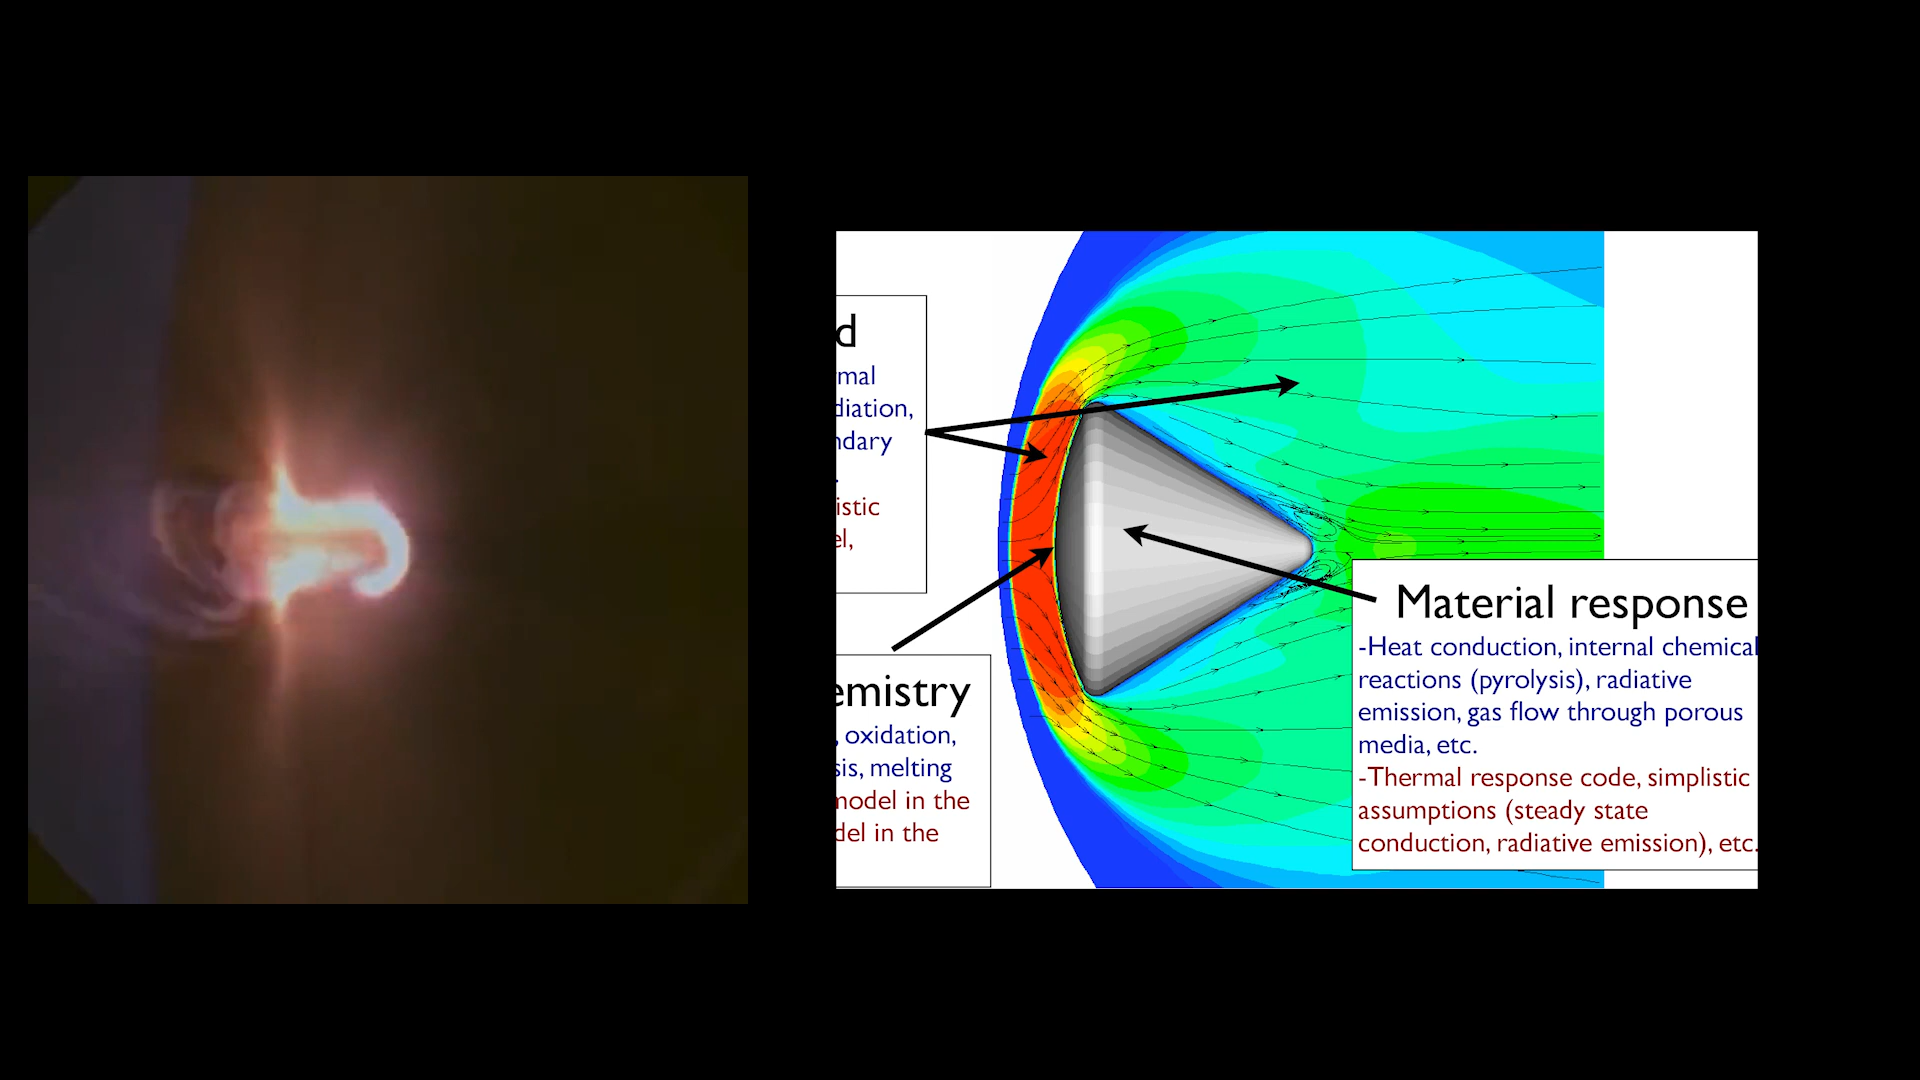 d
rmal
diation,
ndary
.
istic
el,
emistry
, oxidation,
sis, melting
model in the
del in the
Material response
-Heat conduction, internal chemical
reactions (pyrolysis), radiative
emission, gas flow through porous
media, etc.
-Thermal response code, simplistic
assumptions (steady state
conduction, radiative emission), etc.